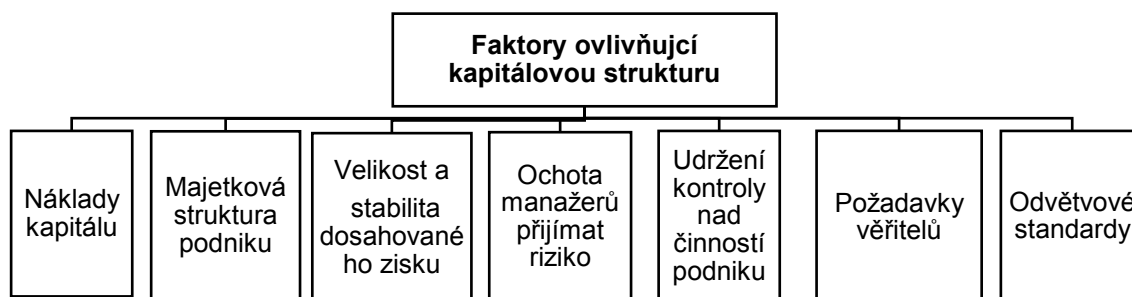 Faktory ovlivňujcí
kapitálovou strukturu
Náklady
kapitálu
Majetková
struktura
podniku
Velikost a
stabilita
dosahované
ho zisku
Ochota
manažerů
přijímat
riziko
Udržení
kontroly
nad
činností
podniku
Požadavky
věřitelů
Odvětvové
standardy